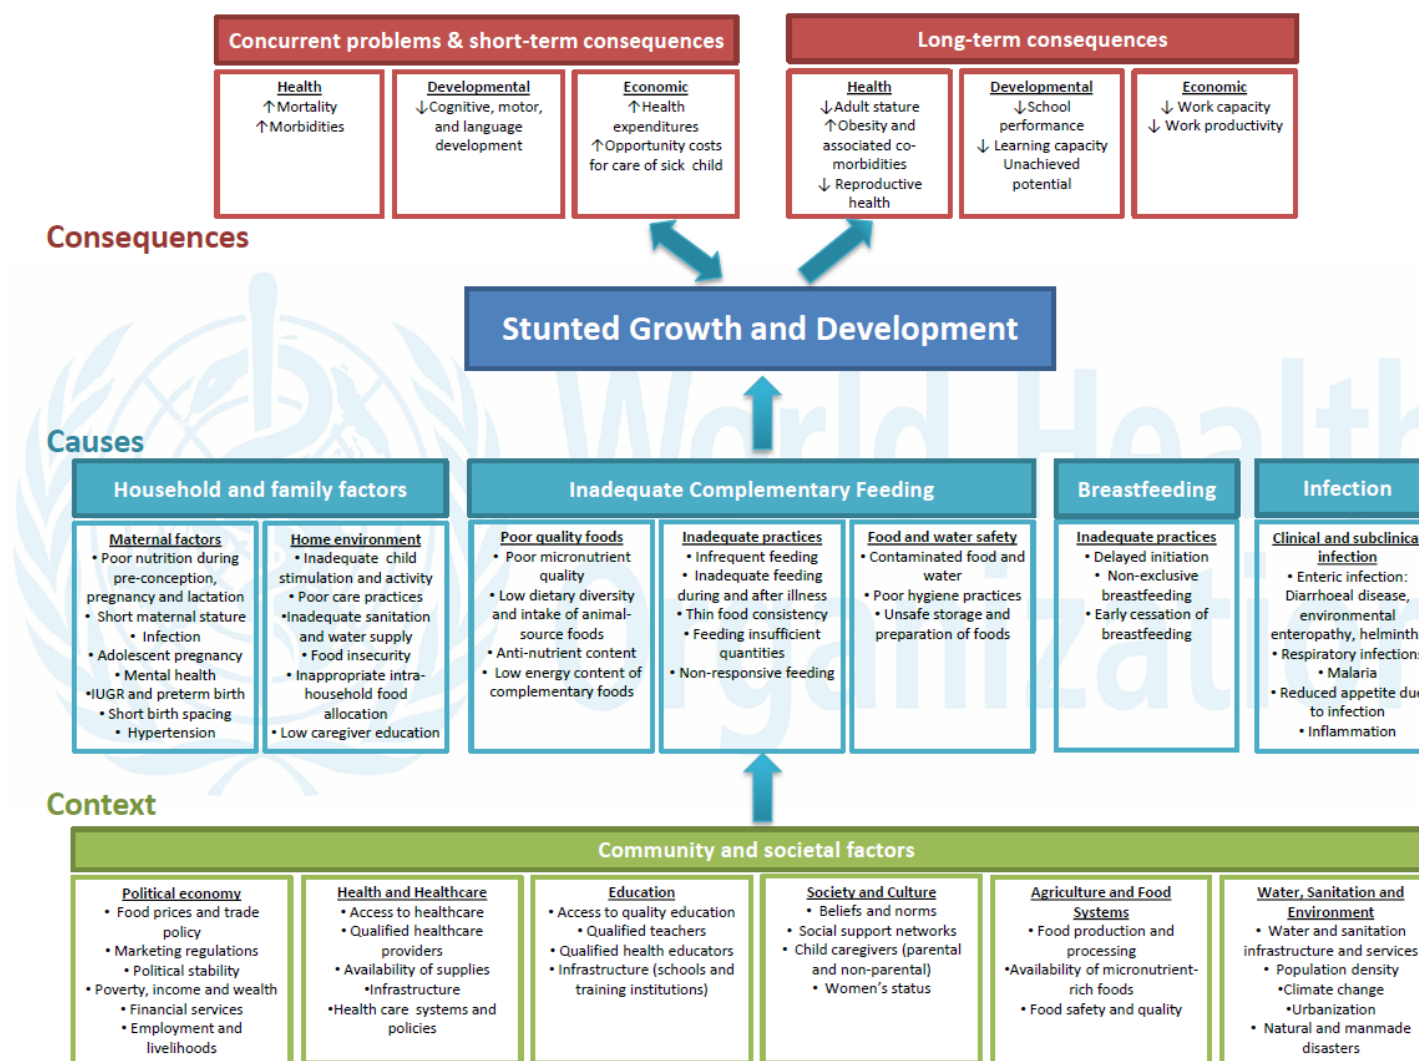 Concurrent problems & short-term consequences
Long-term consequences
Health
↑Mortality
↑Morbidities
Developmental
↓Cognitive, motor,
and language
development
Economic
↑Health
expenditures
↑Opportunity costs
for care of sick child
Health
↓Adult stature
↑Obesity and
associated co-
morbidities
↓ Reproductive
health
Developmental
↓School
performance
↓ Learning capacity
Unachieved
potential
Economic
↓ Work capacity
↓ Work productivity
Consequences
Stunted Growth and Development
World Health
Organization
Causes
Household and family factors
Inadequate Complementary Feeding
Breastfeeding
Infection
Maternal factors
• Poor nutrition during
pre-conception,
pregnancy and lactation
• Short maternal stature
• Infection
• Adolescent pregnancy
• Mental health
•IUGR and preterm birth
• Short birth spacing
• Hypertension
Home environment
• Inadequate child
stimulation and activity
• Poor care practices
•Inadequate sanitation
and water supply
• Food insecurity
• Inappropriate intra-
household food
allocation
• Low caregiver education
Poor quality foods
• Poor micronutrient
quality
• Low dietary diversity
and intake of animal-
source foods
• Anti-nutrient content
• Low energy content of
complementary foods
Inadequate practices
• Infrequent feeding
• Inadequate feeding
during and after illness
• Thin food consistency
• Feeding insufficient
quantities
• Non-responsive feeding
Food and water safety
• Contaminated food and
water
• Poor hygiene practices
• Unsafe storage and
preparation of foods
Inadequate practices
• Delayed initiation
• Non-exclusive
breastfeeding
• Early cessation of
breastfeeding
Clinical and subclinical
infection
• Enteric infection:
Diarrhoeal disease,
environmental
enteropathy, helminth
• Respiratory infections
• Malaria
• Reduced appetite due
to infection
• Inflammation
Context
Community and societal factors
Political economy
• Food prices and trade
policy
• Marketing regulations
• Political stability
• Poverty, income and wealth
• Financial services
• Employment and
livelihoods
Health and Healthcare
• Access to healthcare
• Qualified healthcare
providers
• Availability of supplies
•Infrastructure
•Health care systems and
policies
Education
• Access to quality education
• Qualified teachers
• Qualified health educators
• Infrastructure (schools and
training institutions)
Society and Culture
• Beliefs and norms
• Social support networks
• Child caregivers (parental
and non-parental)
• Women's status
Agriculture and Food
Systems
• Food production and
processing
•Availability of micronutrient-
rich foods
• Food safety and quality
Water, Sanitation and
Environment
• Water and sanitation
infrastructure and services
• Population density
•Climate change
•Urbanization
• Natural and manmade
disasters